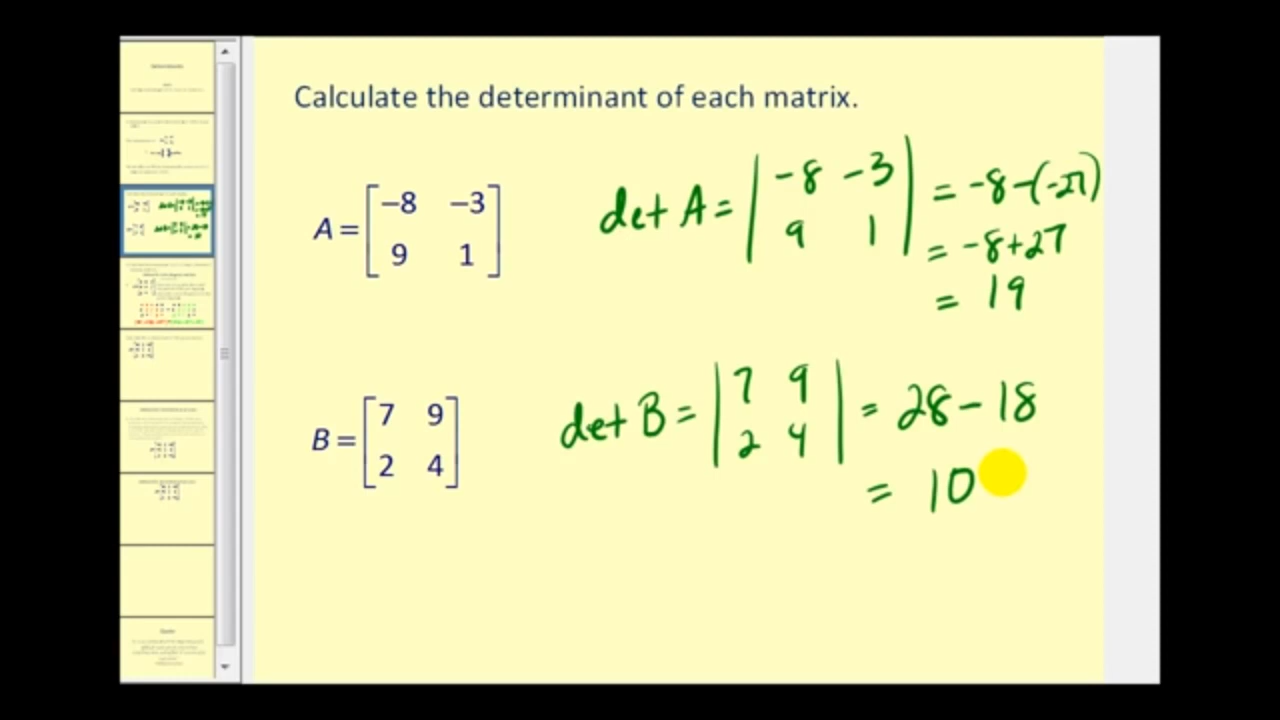 Calculate the determinant of each matrix.
A = [ -8 -3
9 1 ]
det A = | -8 -3 | = -8-(-27)
| 9 1 | = -8+27
= 19
B = [ 7 9
2 4 ]
det B = | 7 9 | = 28 - 18
| 2 4 |
= 10